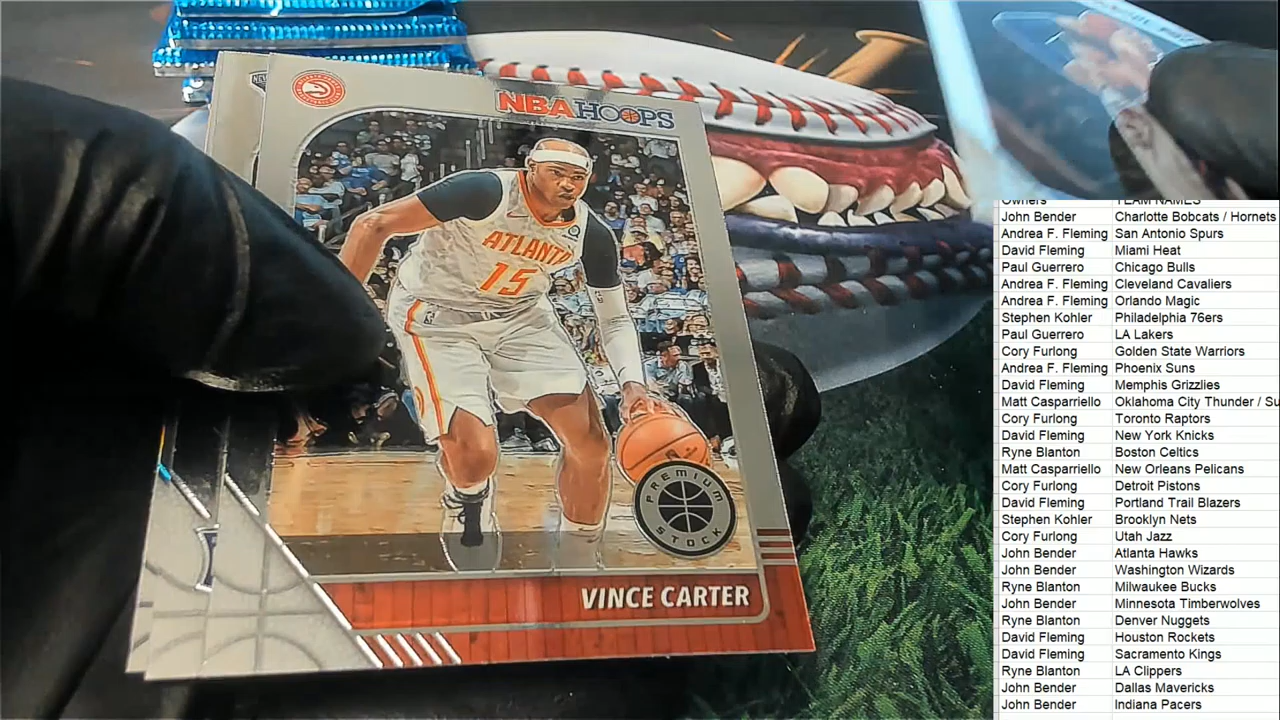 NBA HOOPS
ATLANTA
15
PREMIUM
STOCK
VINCE CARTER
Owners TEAM NAMES
John Bender Charlotte Bobcats / Hornets
Andrea F. Fleming San Antonio Spurs
David Fleming Miami Heat
Paul Guerrero Chicago Bulls
Andrea F. Fleming Cleveland Cavaliers
Andrea F. Fleming Orlando Magic
Stephen Kohler Philadelphia 76ers
Paul Guerrero LA Lakers
Cory Furlong Golden State Warriors
Andrea F. Fleming Phoenix Suns
David Fleming Memphis Grizzlies
Matt Casparriello Oklahoma City Thunder / Su
Cory Furlong Toronto Raptors
David Fleming New York Knicks
Ryne Blanton Boston Celtics
Matt Casparriello New Orleans Pelicans
Cory Furlong Detroit Pistons
David Fleming Portland Trail Blazers
Stephen Kohler Brooklyn Nets
Cory Furlong Utah Jazz
John Bender Atlanta Hawks
John Bender Washington Wizards
Ryne Blanton Milwaukee Bucks
John Bender Minnesota Timberwolves
Ryne Blanton Denver Nuggets
David Fleming Houston Rockets
David Fleming Sacramento Kings
Ryne Blanton LA Clippers
John Bender Dallas Mavericks
John Bender Indiana Pacers